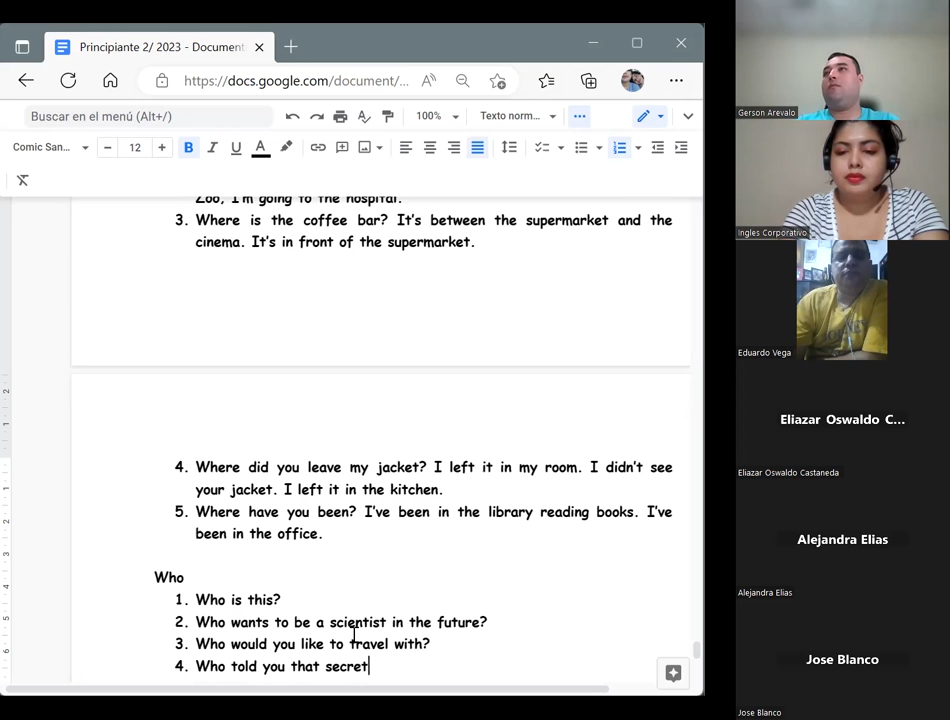 Principiante 2/ 2023 - Document
https://docs.google.com/document/...
Buscar en el menú (Alt+/)
100%
Texto norm...
Comic San...
12
Zoo, I'm going to the hospital.
3. Where is the coffee bar? It's between the supermarket and the
cinema. It's in front of the supermarket.
4. Where did you leave my jacket? I left it in my room. I didn't see
your jacket. I left it in the kitchen.
5. Where have you been? I've been in the library reading books. I've
been in the office.
Who
1. Who is this?
2. Who wants to be a scientist in the future?
3. Who would you like to travel with?
4. Who told you that secret
Gerson Arevalo
Ingles Corporativo
Eduardo Vega
Eliazar Oswaldo C...
Eliazar Oswaldo Castaneda
Alejandra Elias
Alejandra Elias
Jose Blanco
Jose Blanco